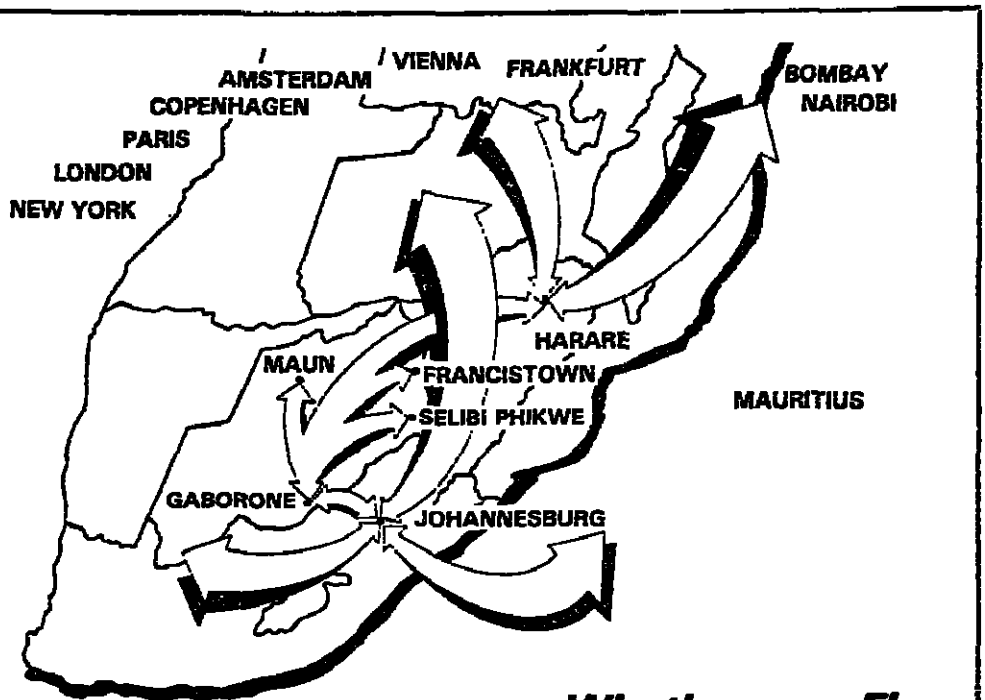 AMSTERDAM
VIENNA
FRANKFURT
BOMBAY
COPENHAGEN
NAIROBI
PARIS
LONDON
NEW YORK
HARARE
MAUN
FRANCISTOWN
MAURITIUS
SELIBI PHIKWE
GABORONE
JOHANNESBURG